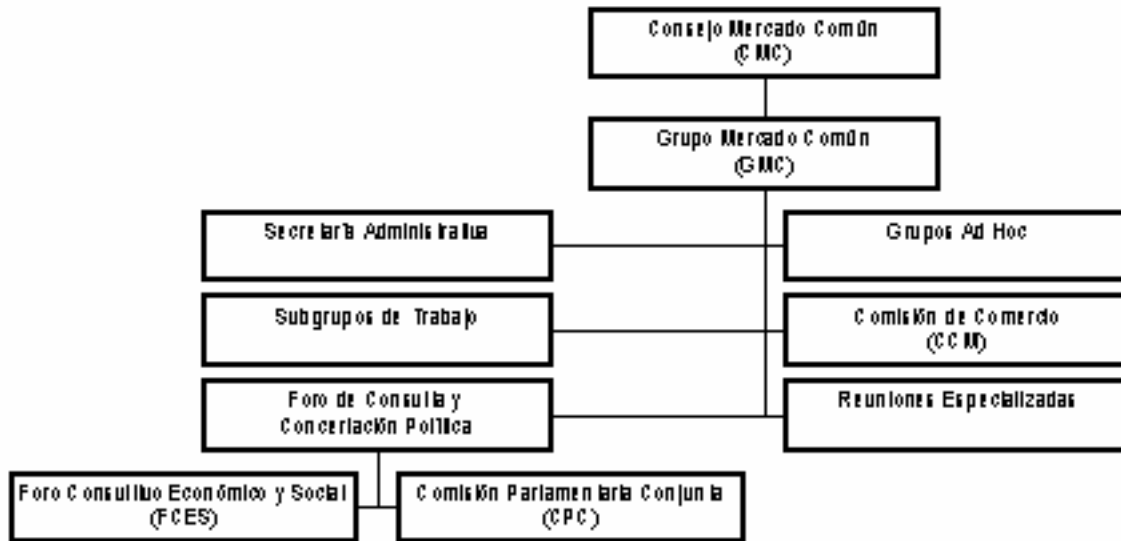 Consejo Mercado Común
(CMC)
Grupo Mercado Común
(GMC)
Secretaría Administrativa
Grupos Ad Hoc
Subgrupos de Trabajo
Comisión de Comercio
(CCM)
Foro de Consulta y
Concertación Política
Reuniones Especializadas
Foro Consultivo Económico y Social
(FCES)
Comisión Parlamentaria Conjunta
(CPC)